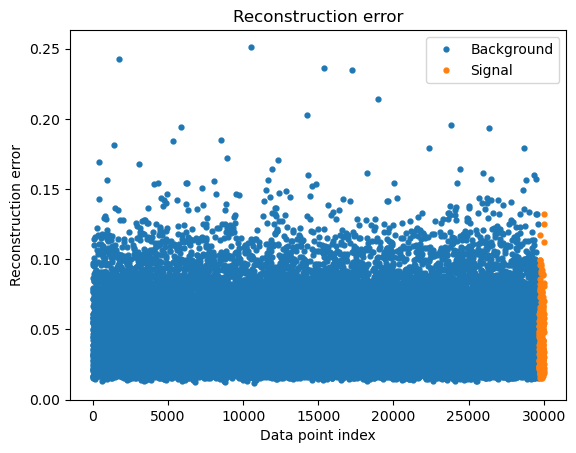 Reconstruction error
0.25
0.20
0.15
0.10
0.05
0.00
Reconstruction error
Background
Signal
0 5000 10000 15000 20000 25000 30000
Data point index